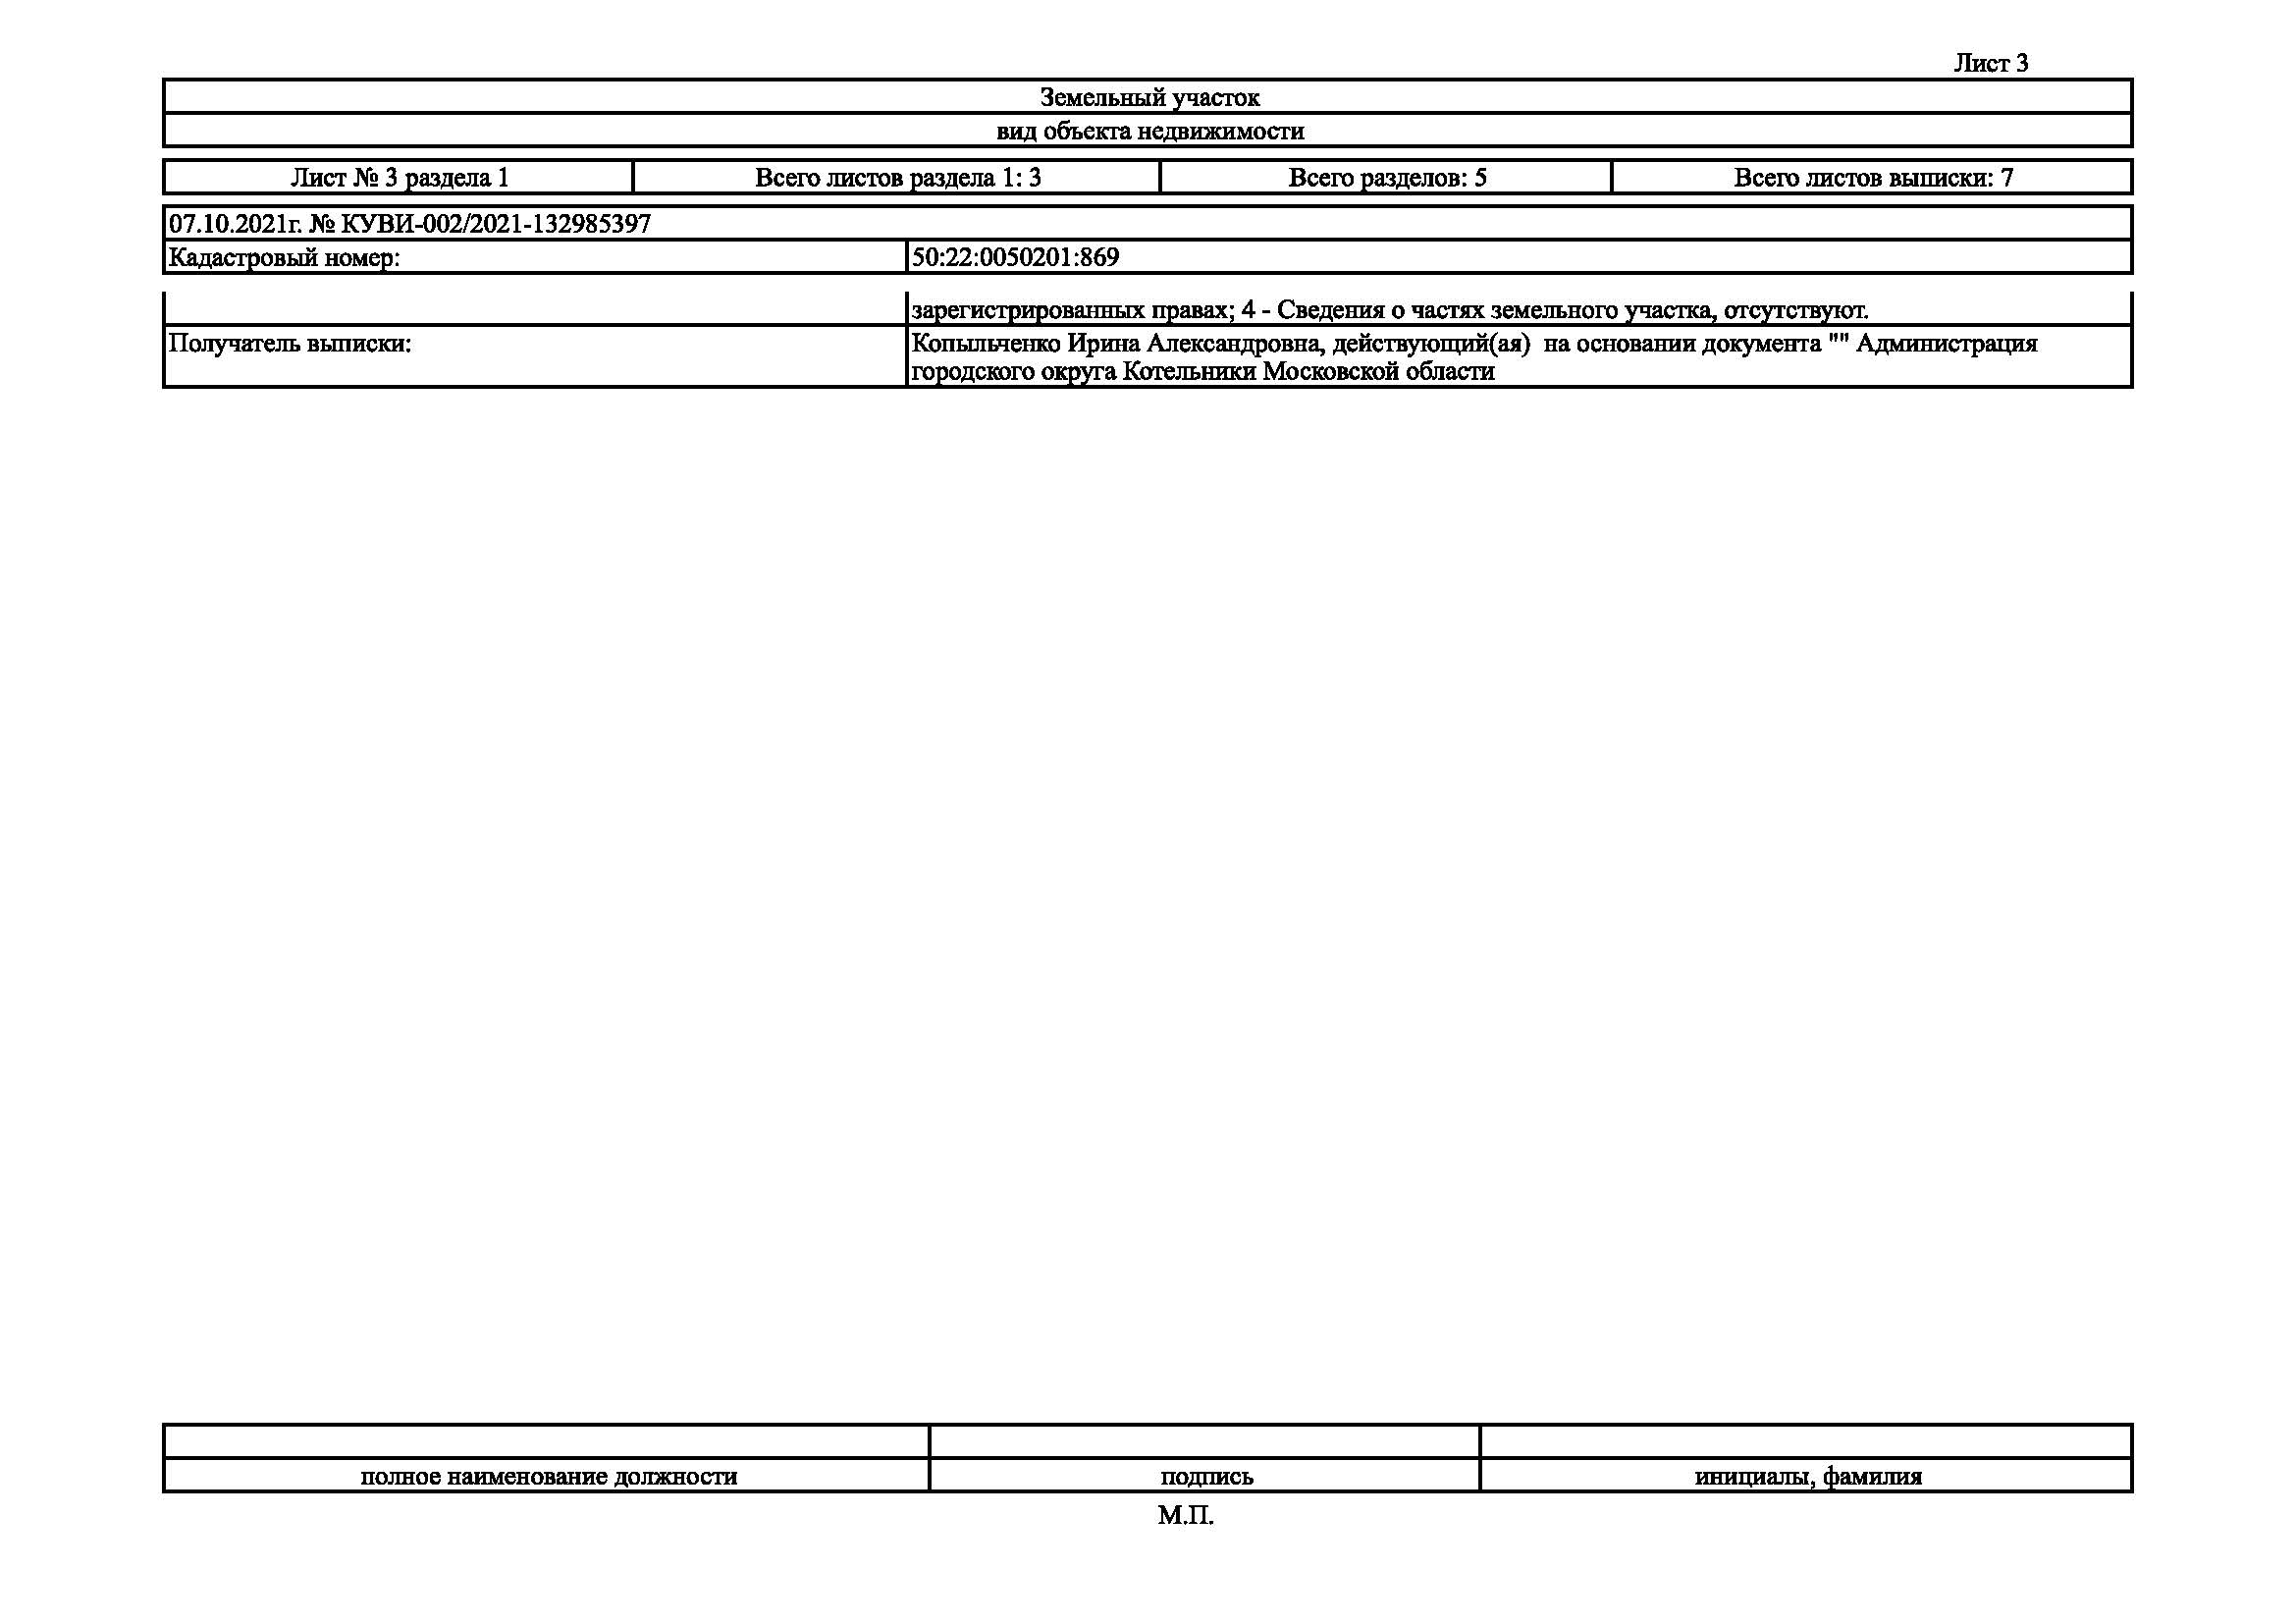 Лист 3
Земельный участок
вид объекта недвижимости
Лист № 3 раздела 1 Всего листов раздела 1: 3 Всего разделов: 5 Всего листов выписки: 7
07.10.2021г. № КУВИ-002/2021-132985397
Кадастровый номер: 50:22:0050201:869
зарегистрированных правах; 4 - Сведения о частях земельного участка, отсутствуют.
Получатель выписки: Копыльченко Ирина Александровна, действующий(ая)  на основании документа "" Администрация
городского округа Котельники Московской области
полное наименование должности подпись инициалы, фамилия
М.П.